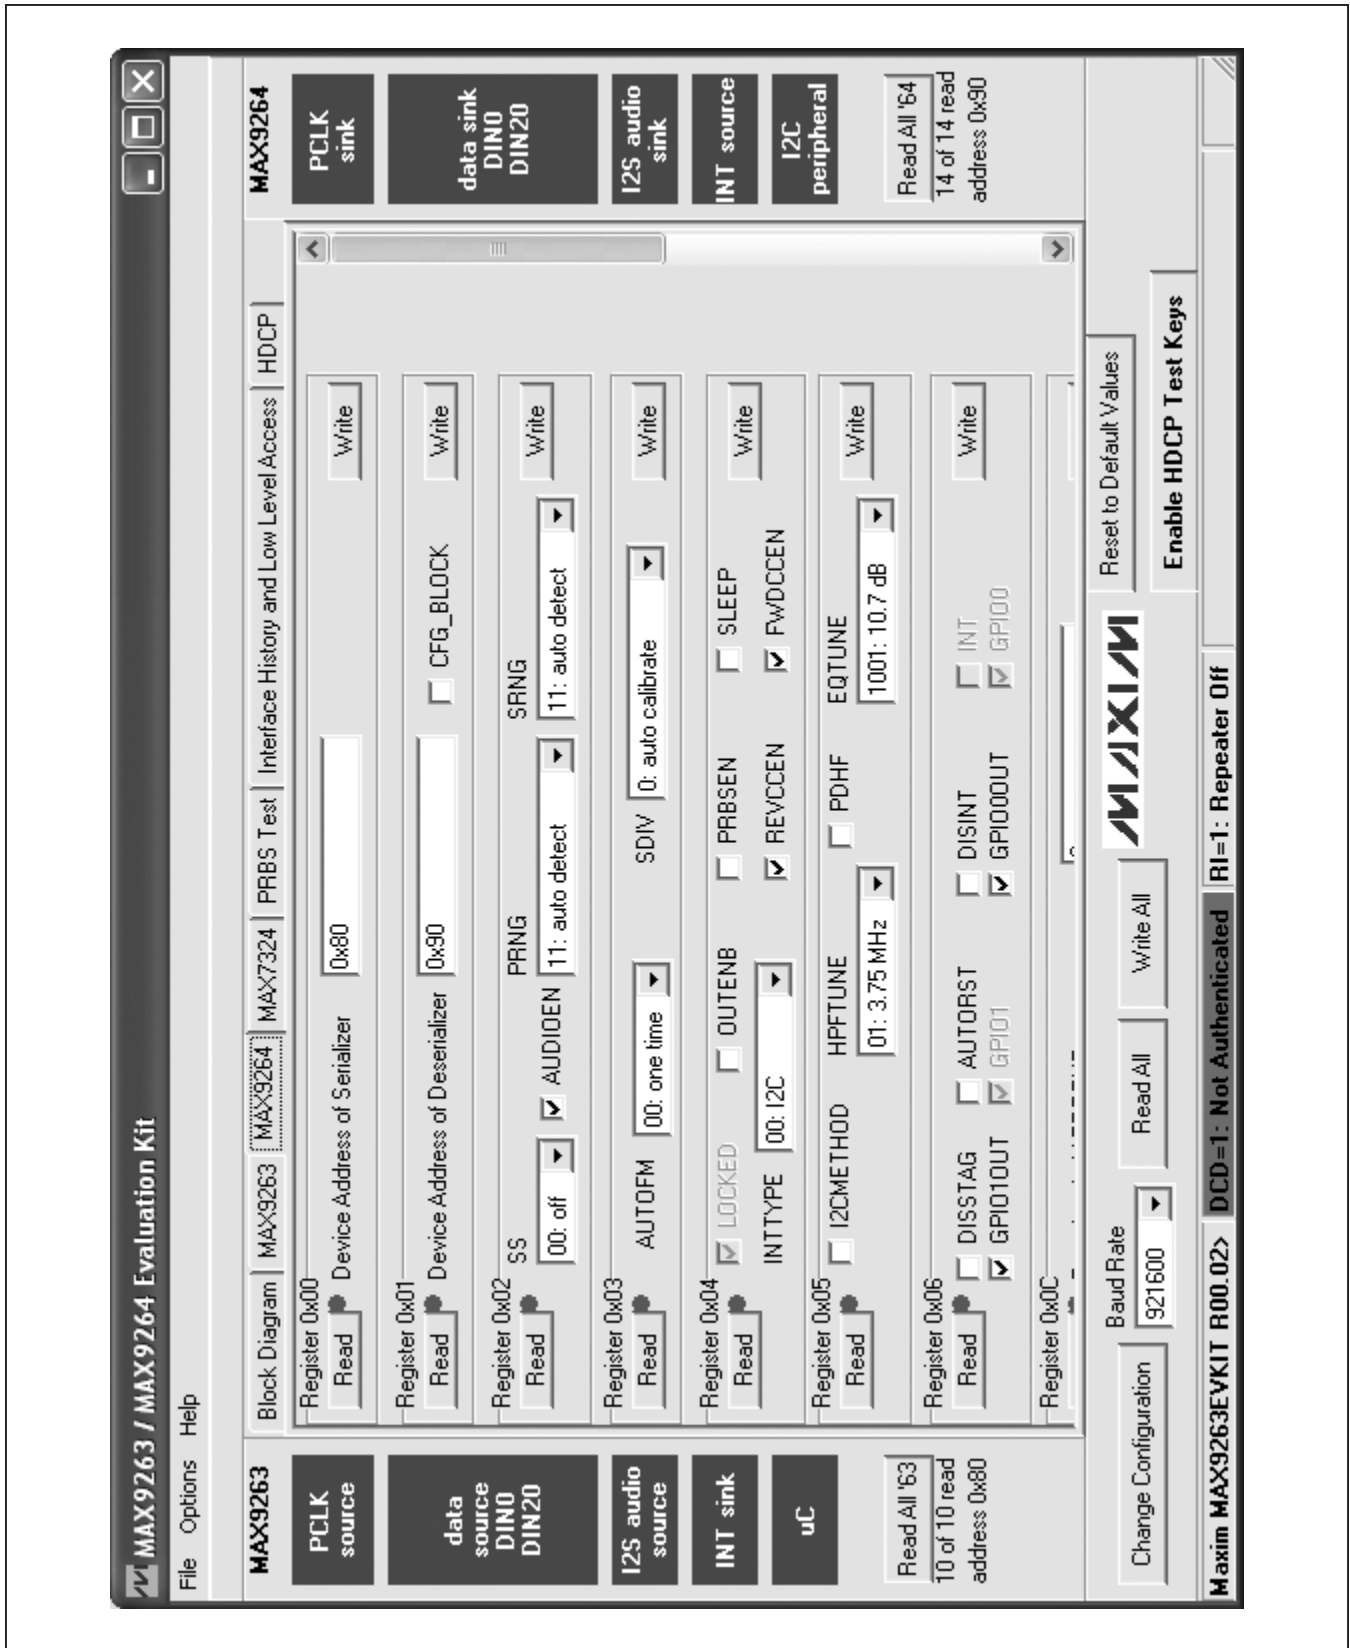 MAX9263 / MAX9264 Evaluation Kit
File Options Help
MAX9263
PCLK
source
data
source
DIN0
DIN20
I2S audio
source
INT sink
uC
Read All '63
10 of 10 read
address 0x80
Block Diagram MAX9263 MAX9264 MAX7324 PRBS Test Interface History and Low Level Access HDCP
Register 0x00
Read Device Address of Serializer 0x80 Write
Register 0x01
Read Device Address of Deserializer 0x90 CFG_BLOCK Write
Register 0x02
SS PRNG SRNG
Read 00: off AUDIOEN 11: auto detect 11: auto detect Write
Register 0x03
Read AUTOFM 00: one time SDIV 0: auto calibrate Write
Register 0x04
Read LOCKED OUTENB PRBSEN SLEEP Write
INTTYPE 00: I2C REVCCEN FWDCCEN
Register 0x05
Read I2CMETHOD HPFTUNE PDHF EQTUNE Write
01: 3.75 MHz 1001: 10.7 dB
Register 0x06
Read DISSTAG AUTORST DISINT INT Write
GPIO1OUT GPIO1 GPIO0OUT GPIO0
Register 0x0C
MAX9264
PCLK
sink
data sink
DIN0
DIN20
I2S audio
sink
INT source
I2C
peripheral
Read All '64
14 of 14 read
address 0x90
Change Configuration Baud Rate 921600 Read All Write All MAXIM Reset to Default Values
Enable HDCP Test Keys
Maxim MAX9263EVKIT R00.02> DCD=1: Not Authenticated RI=1: Repeater Off